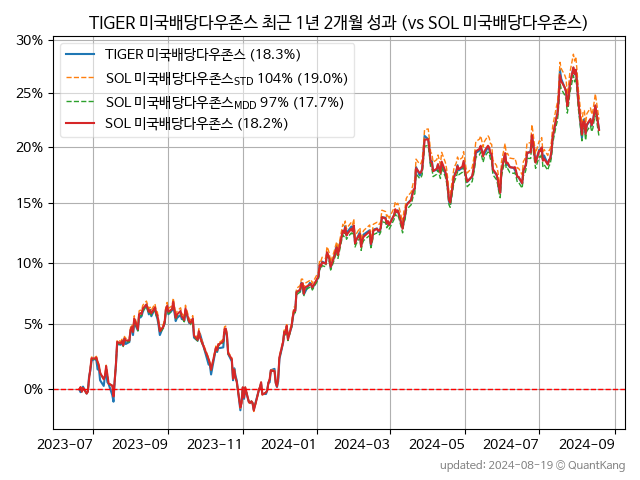 TIGER 미국배당다우존스 최근 1년 2개월 성과 (vs SOL 미국배당다우존스)
30%
25%
20%
15%
10%
5%
0%
TIGER 미국배당다우존스 (18.3%)
SOL 미국배당다우존스STD 104% (19.0%)
SOL 미국배당다우존스MDD 97% (17.7%)
SOL 미국배당다우존스 (18.2%)
2023-07 2023-09 2023-11 2024-01 2024-03 2024-05 2024-07 2024-09
updated: 2024-08-19 © QuantKang